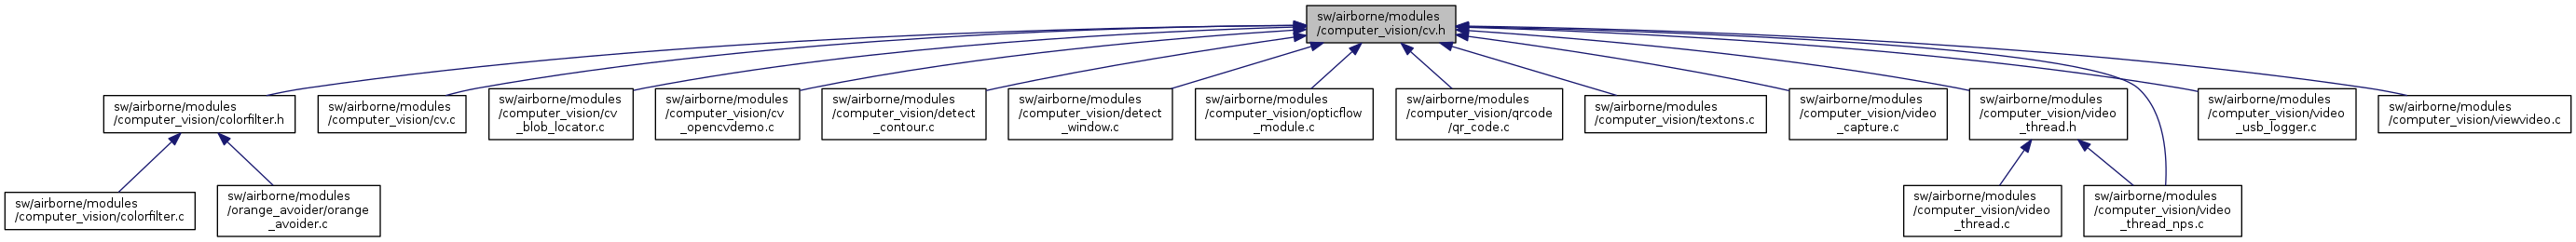 sw/airborne/modules
/computer_vision/cv.h
sw/airborne/modules
/computer_vision/colorfilter.h
sw/airborne/modules
/computer_vision/cv.c
sw/airborne/modules
/computer_vision/cv
_blob_locator.c
sw/airborne/modules
/computer_vision/cv
_opencvdemo.c
sw/airborne/modules
/computer_vision/detect
_contour.c
sw/airborne/modules
/computer_vision/detect
_window.c
sw/airborne/modules
/computer_vision/opticflow
_module.c
sw/airborne/modules
/computer_vision/qrcode
/qr_code.c
sw/airborne/modules
/computer_vision/textons.c
sw/airborne/modules
/computer_vision/video
_capture.c
sw/airborne/modules
/computer_vision/video
_thread.h
sw/airborne/modules
/computer_vision/video
_usb_logger.c
sw/airborne/modules
/computer_vision/viewvideo.c
sw/airborne/modules
/computer_vision/colorfilter.c
sw/airborne/modules
/orange_avoider/orange
_avoider.c
sw/airborne/modules
/computer_vision/video
_thread.c
sw/airborne/modules
/computer_vision/video
_thread_nps.c